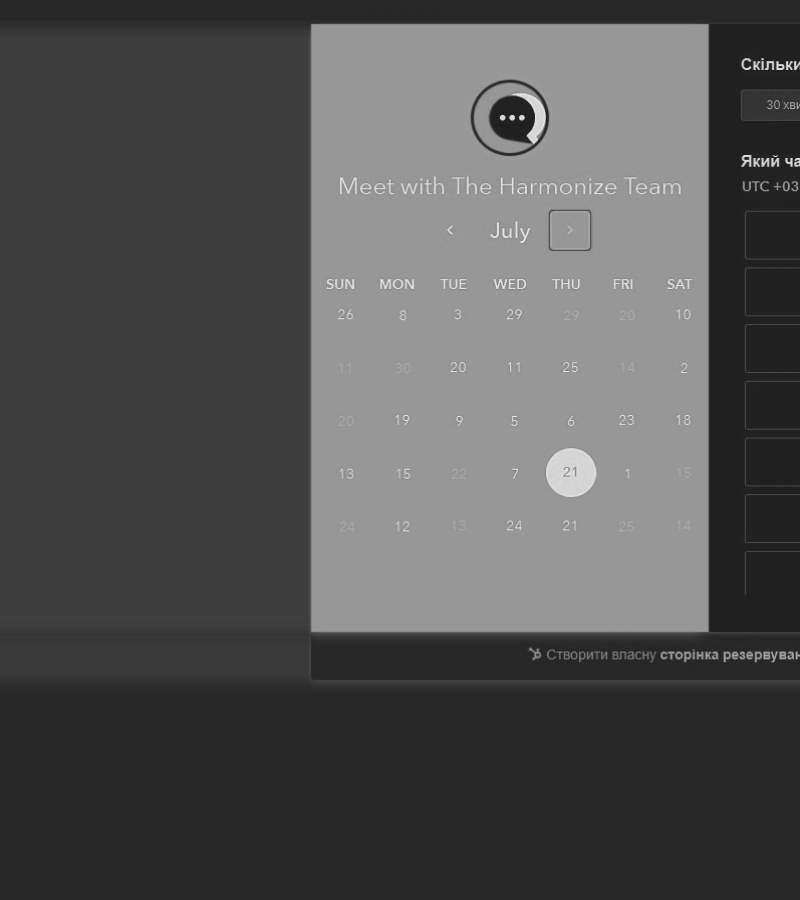 Meet with The Harmonize Team
July
SUN MON TUE WED THU FRI SAT
26 8 3 29 29 20 10
11 30 20 11 25 14 2
20 19 9 5 6 23 18
13 15 22 7 21 1 15
24 12 13 24 21 25 14
Скільки
30 хви
Який ча
UTC +03
Створити власну сторінка резервуван